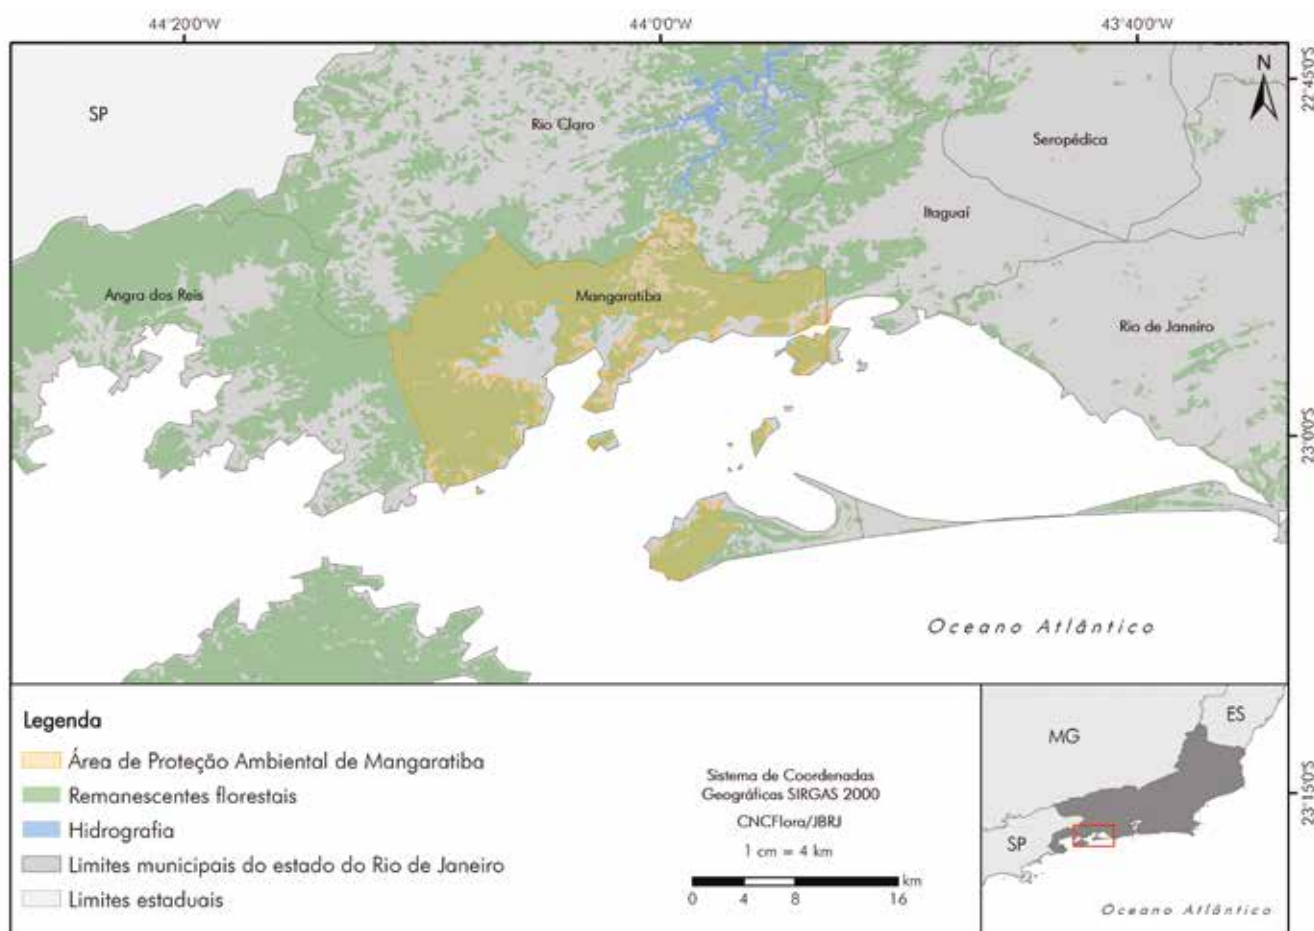 44°20'0"W
44°0'0"W
43°40'0"W
22°45'0"S
N
SP
Rio Claro
Seropédica
Itaguaí
Angra dos Reis
Mangaratiba
Rio de Janeiro
23°0'0"S
Oceano Atlântico
Legenda
Área de Proteção Ambiental de Mangaratiba
Remanescentes florestais
Hidrografia
Limites municipais do estado do Rio de Janeiro
Limites estaduais
Sistema de Coordenadas
Geográficas SIRGAS 2000
CNCFlora/JBRJ
1 cm = 4 km
km
0 4 8 16
ES
MG
SP
Oceano Atlântico
23°15'0"S